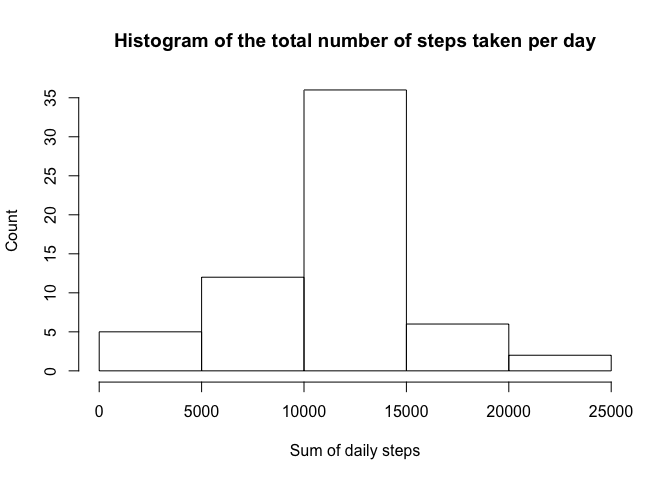 Histogram of the total number of steps taken per day
35
30
25
20
15
10
5
0
Count
0 5000 10000 15000 20000 25000
Sum of daily steps